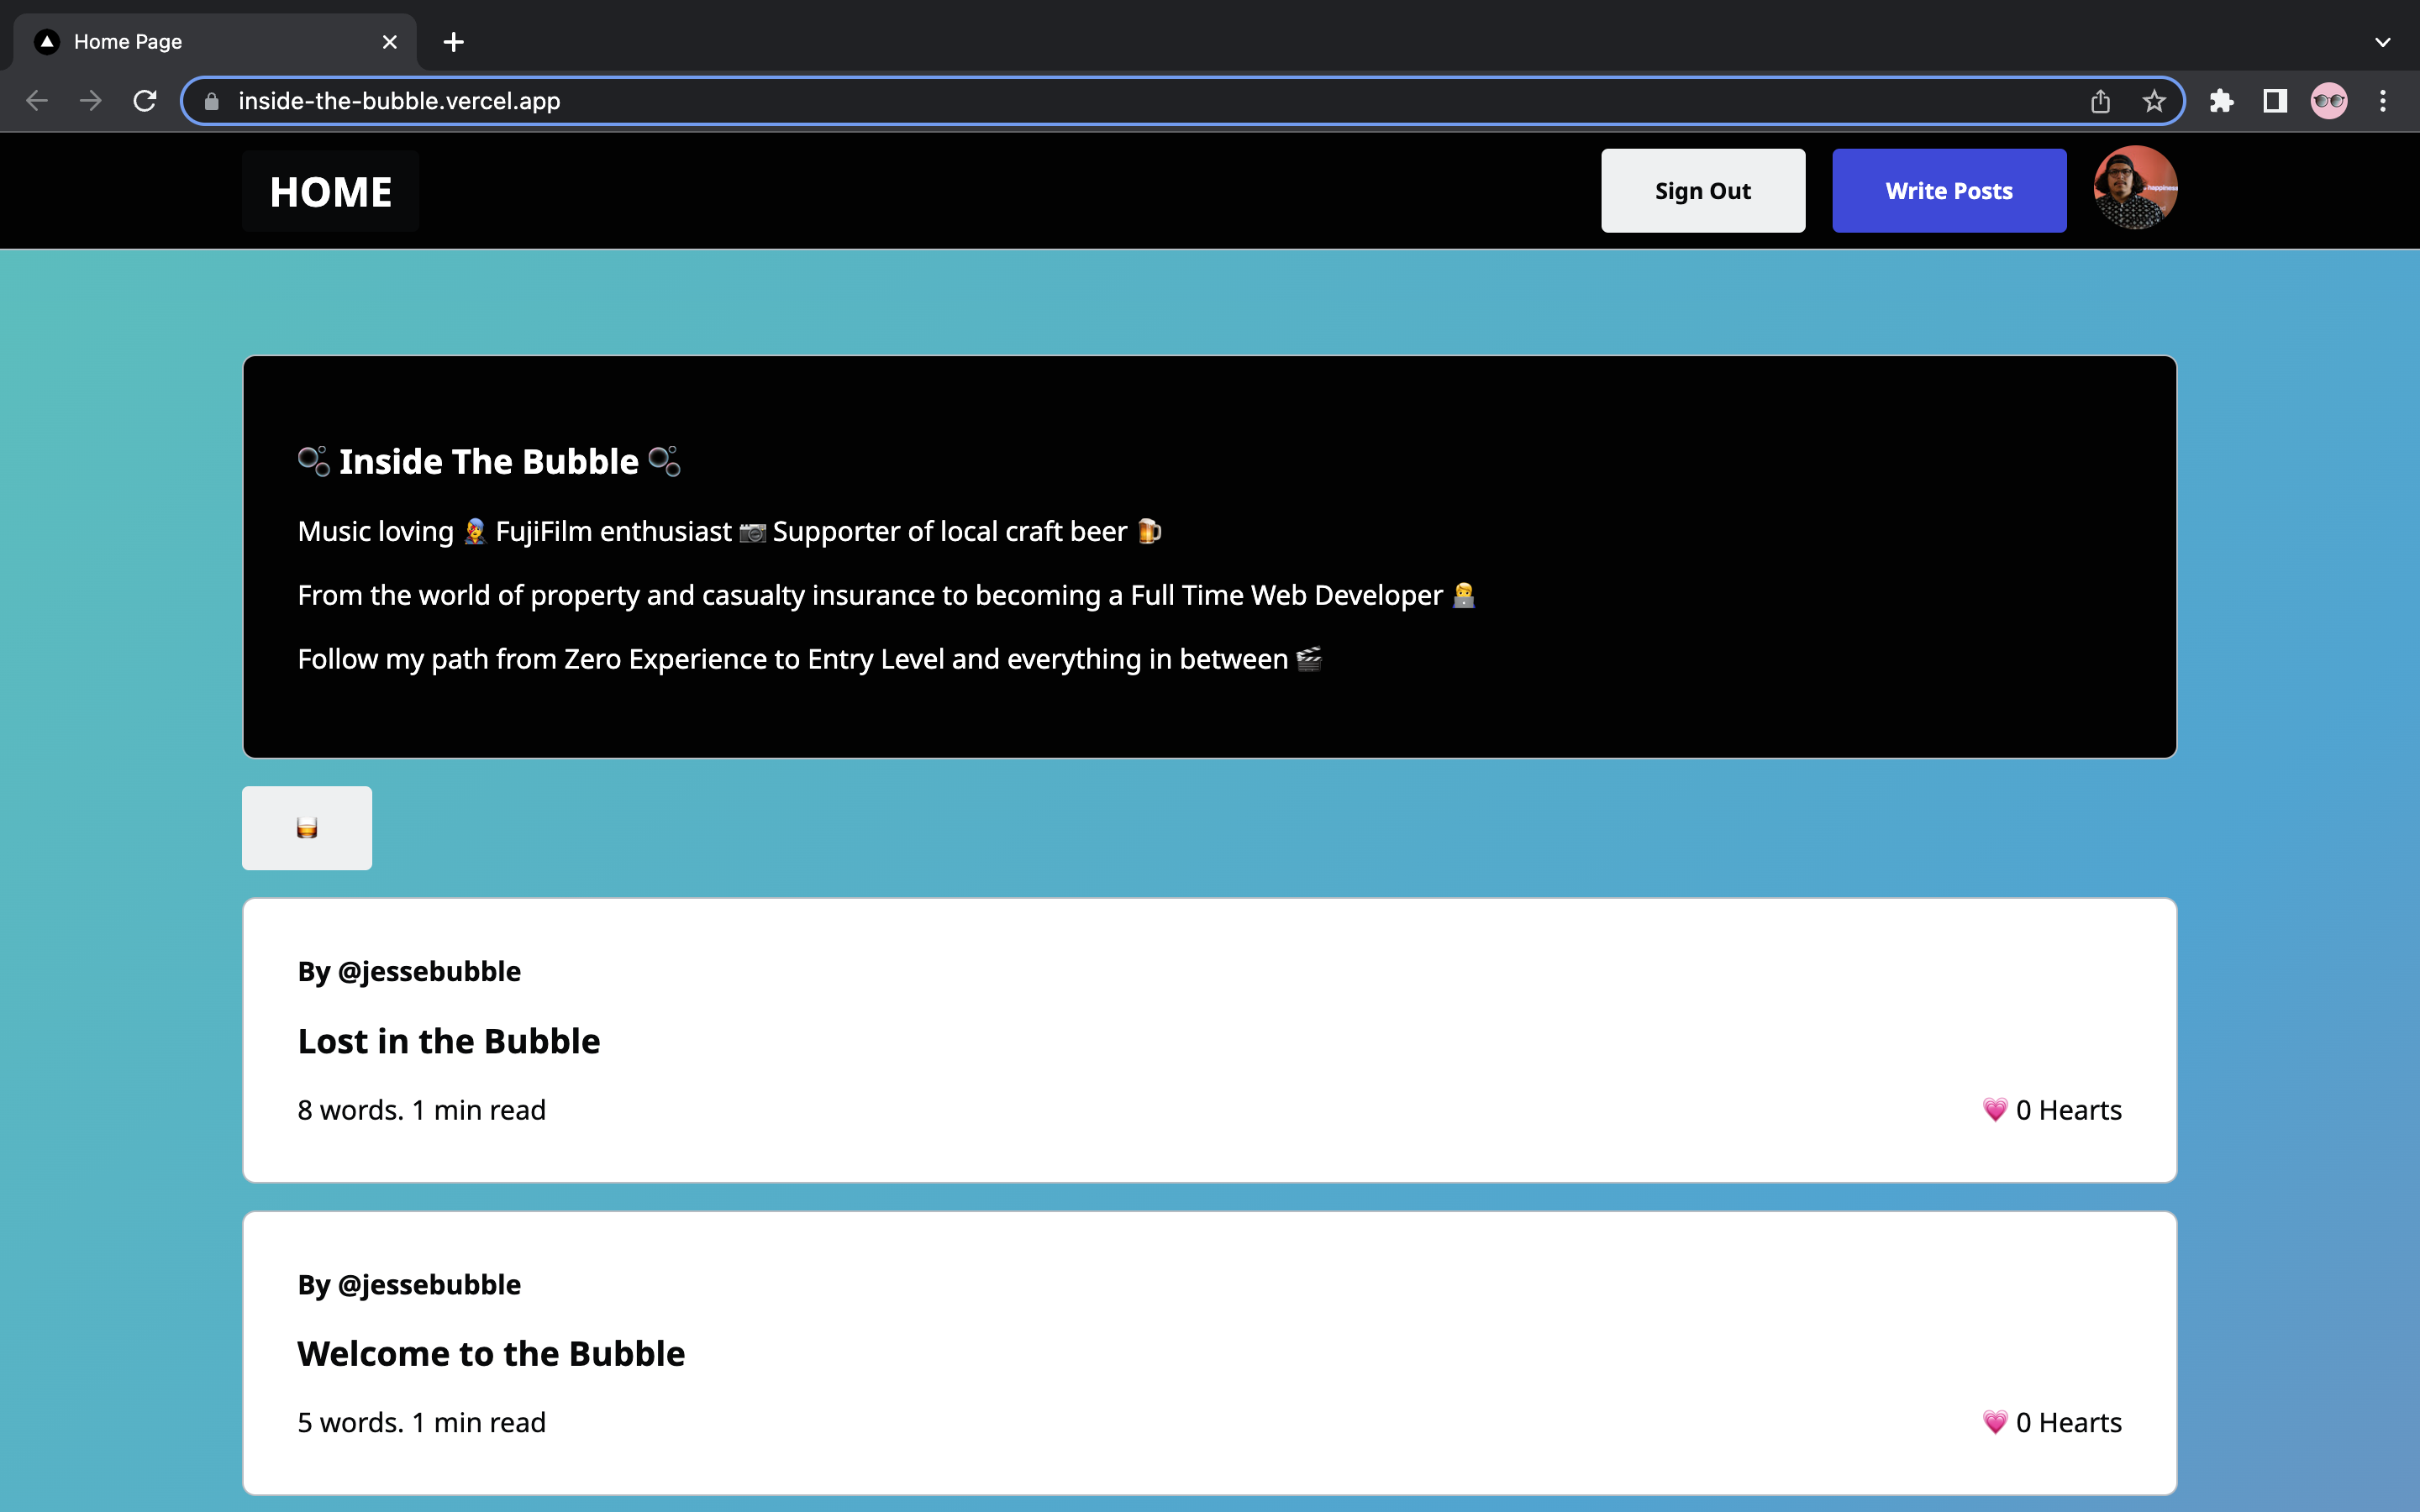 Home Page
inside-the-bubble.vercel.app
HOME
Sign Out
Write Posts
happiness
🫧 Inside The Bubble 🫧
Music loving 👩‍🎤 FujiFilm enthusiast 📷 Supporter of local craft beer 🍺
From the world of property and casualty insurance to becoming a Full Time Web Developer 👨‍💻
Follow my path from Zero Experience to Entry Level and everything in between 🎬
🥃
By @jessebubble
Lost in the Bubble
8 words. 1 min read
💗 0 Hearts
By @jessebubble
Welcome to the Bubble
5 words. 1 min read
💗 0 Hearts